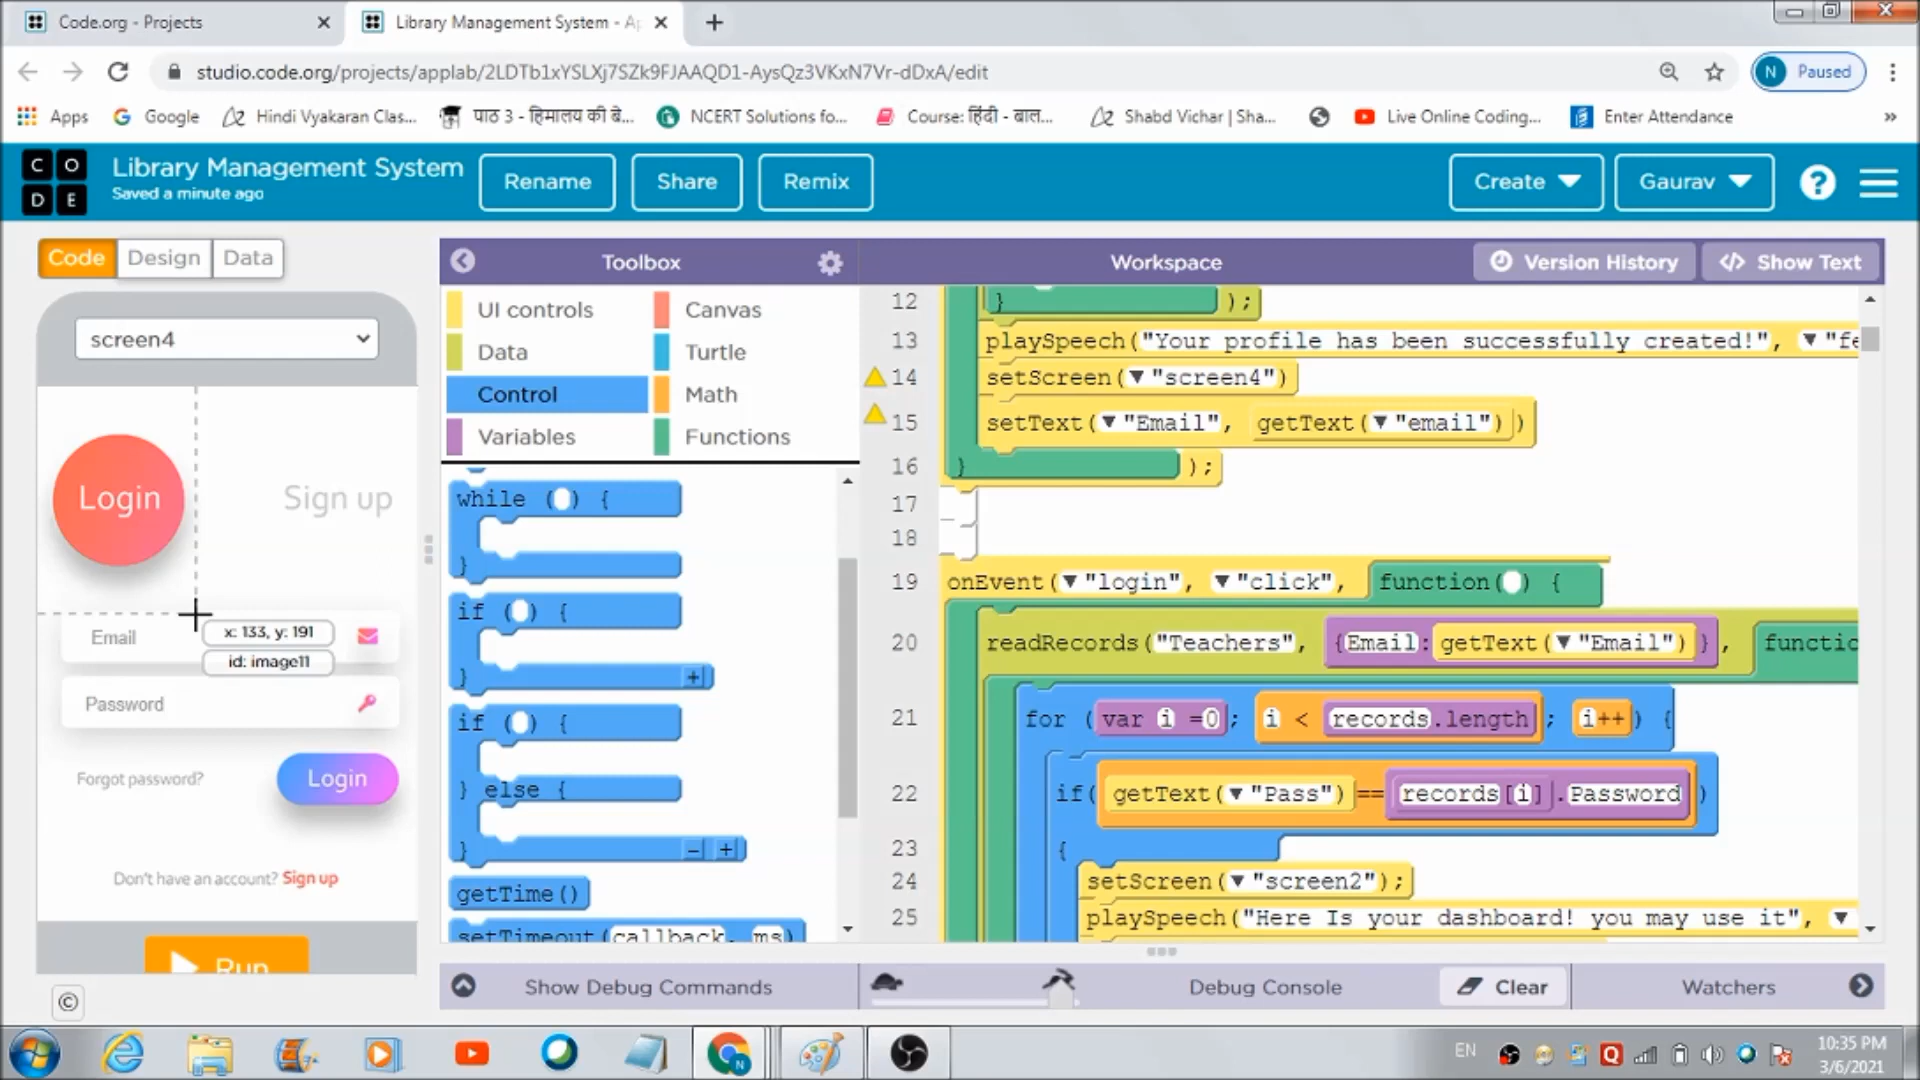 Code.org - Projects
Library Management System - Ap
studio.code.org/projects/applab/2LDTb1xYSLXj7SZk9FJAAQD1-AysQz3VKxN7Vr-dDxA/edit
N Paused
Apps Google Hindi Vyakaran Clas... पाठ 3 - हिमालय की बे... NCERT Solutions fo... Course: हिंदी - बाल... Shabd Vichar | Sha... Live Online Coding... Enter Attendance »
C O D E
Library Management System
Saved a minute ago
Rename Share Remix Create Gaurav ?
Code Design Data
Toolbox
Workspace
Version History
</> Show Text
screen4
Login
Sign up
Email
x: 133, y: 191
id: image11
Password
Forgot password?
Login
Don't have an account? Sign up
Run
©
UI controls Canvas
Data Turtle
Control Math
Variables Functions
while ( ) {
}
if ( ) {
} +
if ( ) {
} else {
} - +
getTime()
setTimeout(callback, ms)
12 } );
13 playSpeech("Your profile has been successfully created!", "fe
14 setScreen("screen4")
15 setText("Email", getText("email"))
16 } );
17
18
19 onEvent("login", "click", function( ) {
20 readRecords("Teachers", {Email:getText("Email")}, functio
21 for (var i =0; i < records.length; i++) {
22 if(getText("Pass")==records[i].Password)
23 {
24 setScreen("screen2");
25 playSpeech("Here Is your dashboard! you may use it",
Show Debug Commands
Debug Console
Clear
Watchers
N
EN
10:35 PM
3/6/2021